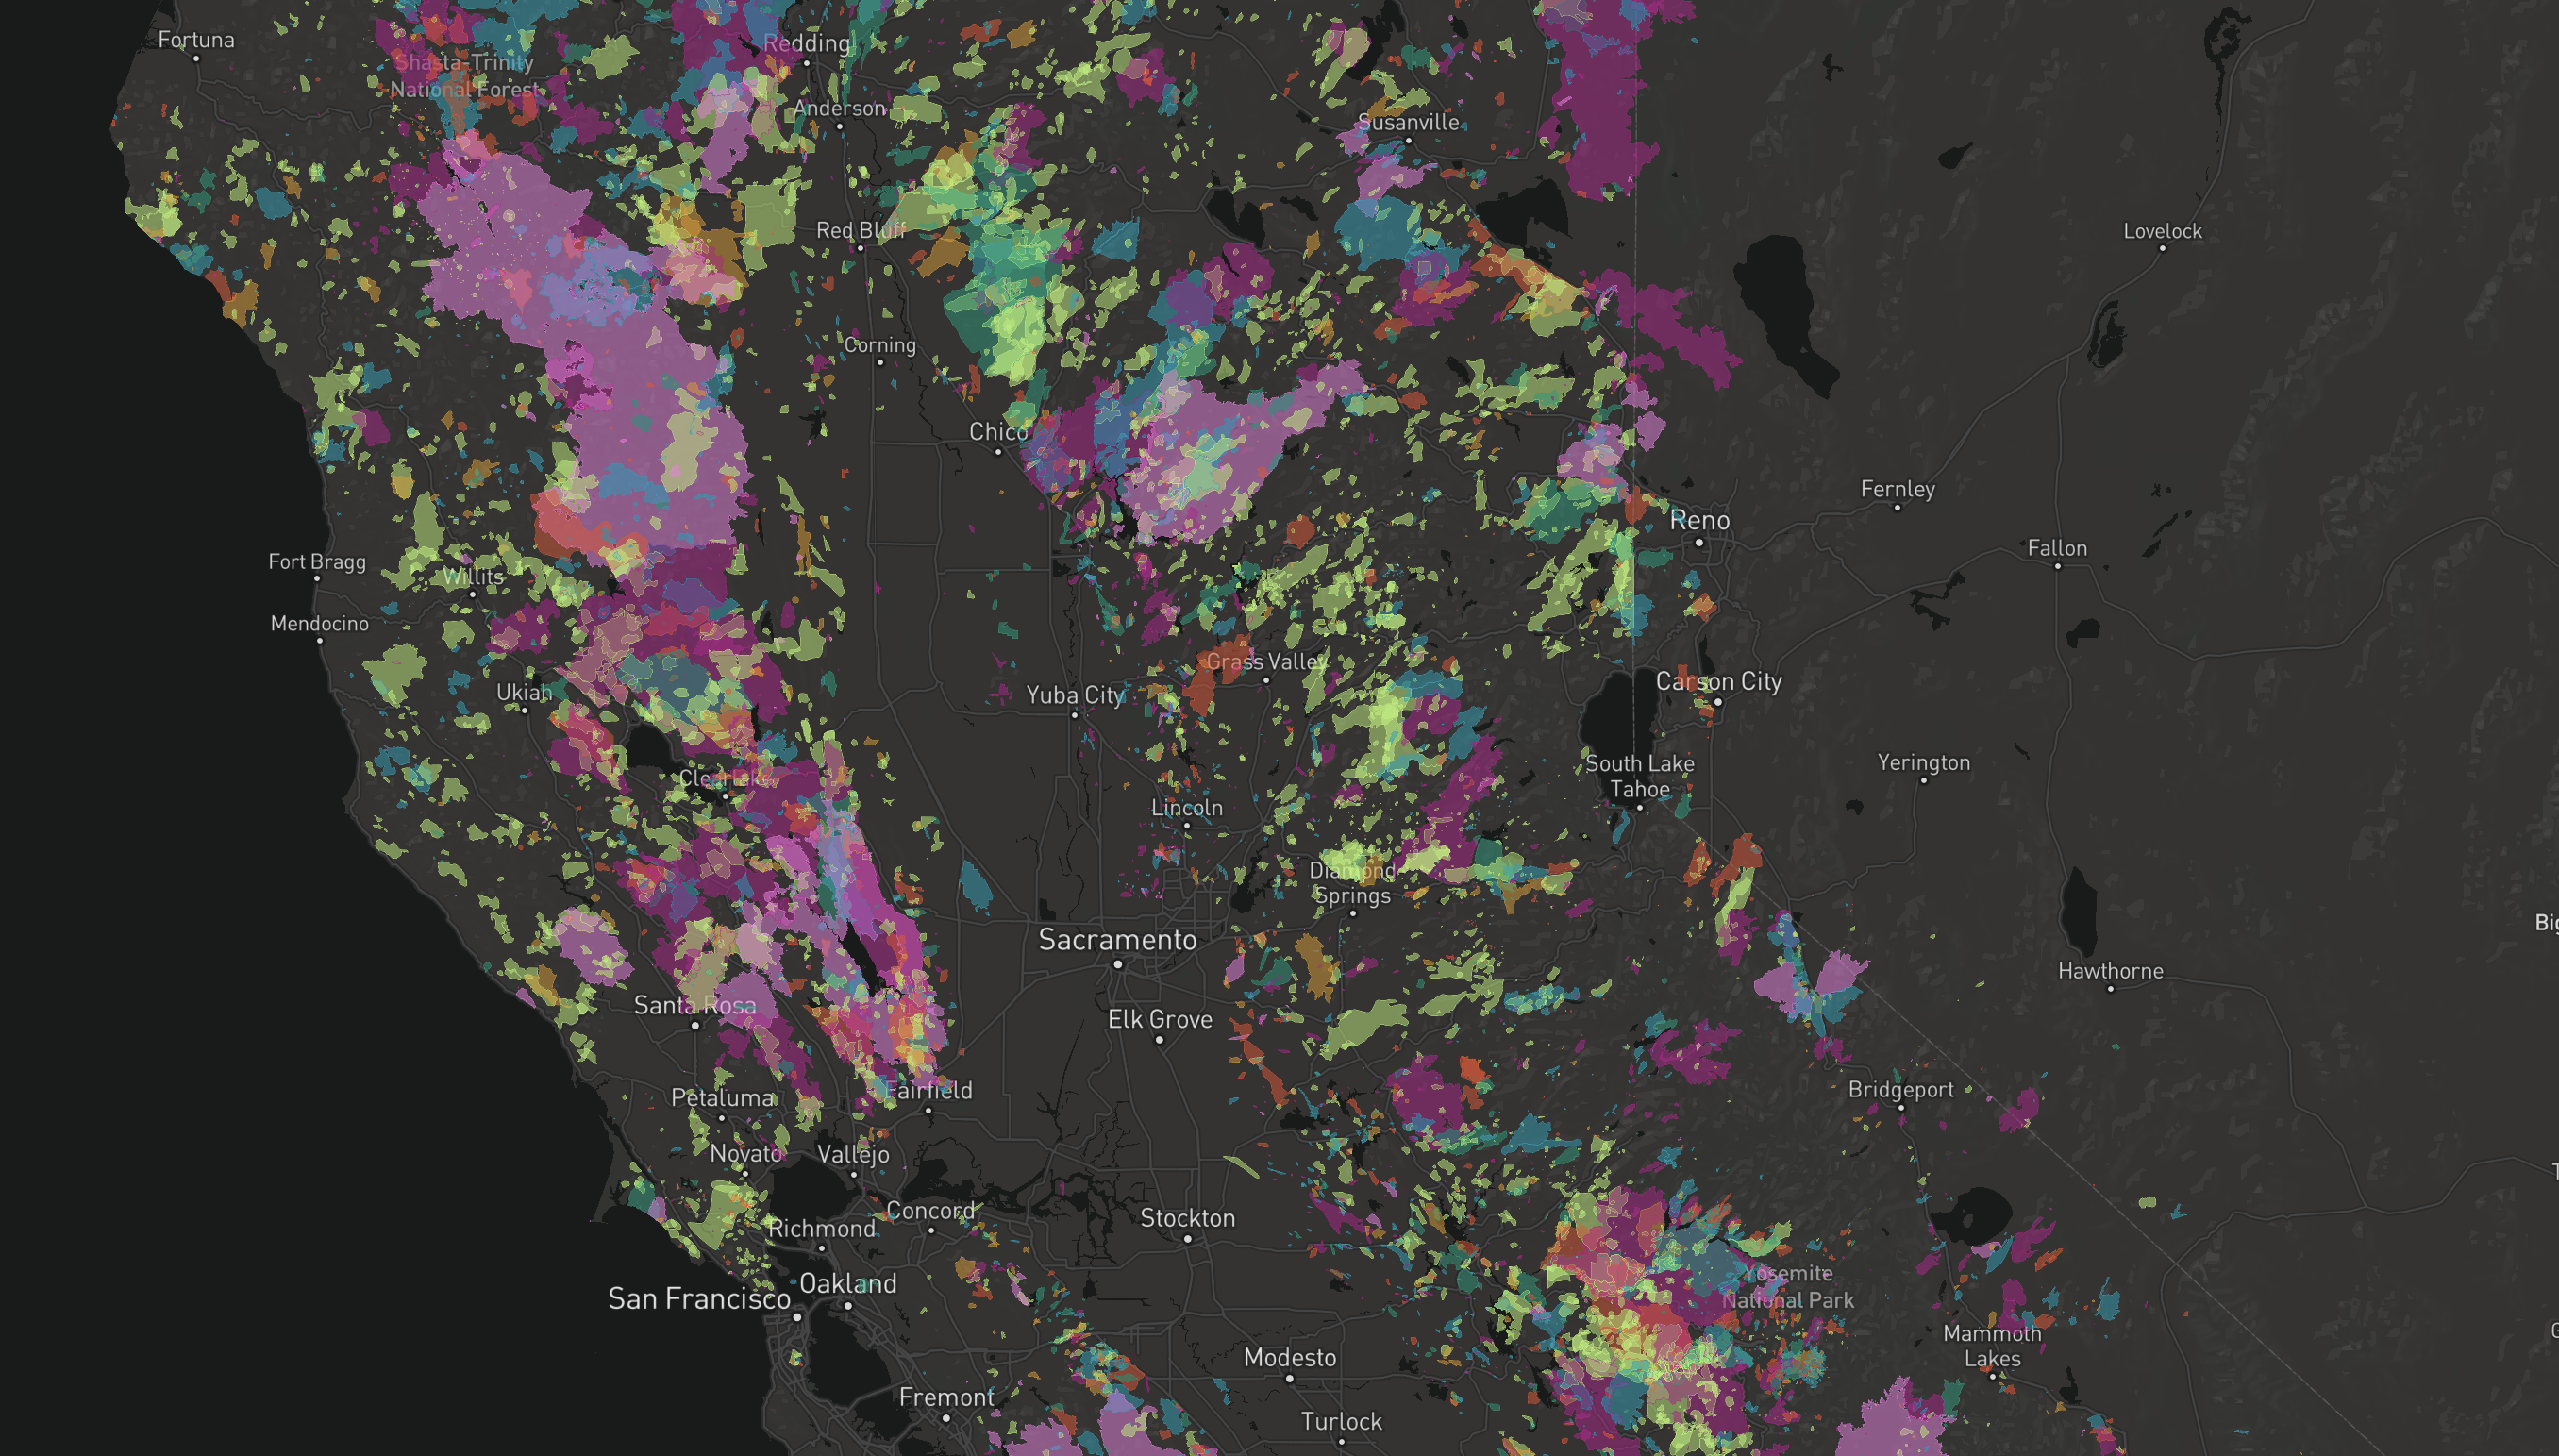 Fortuna
Redding
Shasta-Trinity
National Forest
Anderson
Susanville
Red Bluff
Lovelock
Corning
Chico
Fernley
Reno
Fallon
Fort Bragg
Willits
Mendocino
Grass Valley
Carson City
Ukiah
Yuba City
South Lake
Tahoe
Yerington
Clearlake
Lincoln
Diamond
Springs
Big
Sacramento
Hawthorne
Santa Rosa
Elk Grove
Bridgeport
Petaluma
Fairfield
Novato
Vallejo
Concord
Stockton
Richmond
Yosemite
National Park
San Francisco
Oakland
Mammoth
Lakes
Modesto
Fremont
Turlock